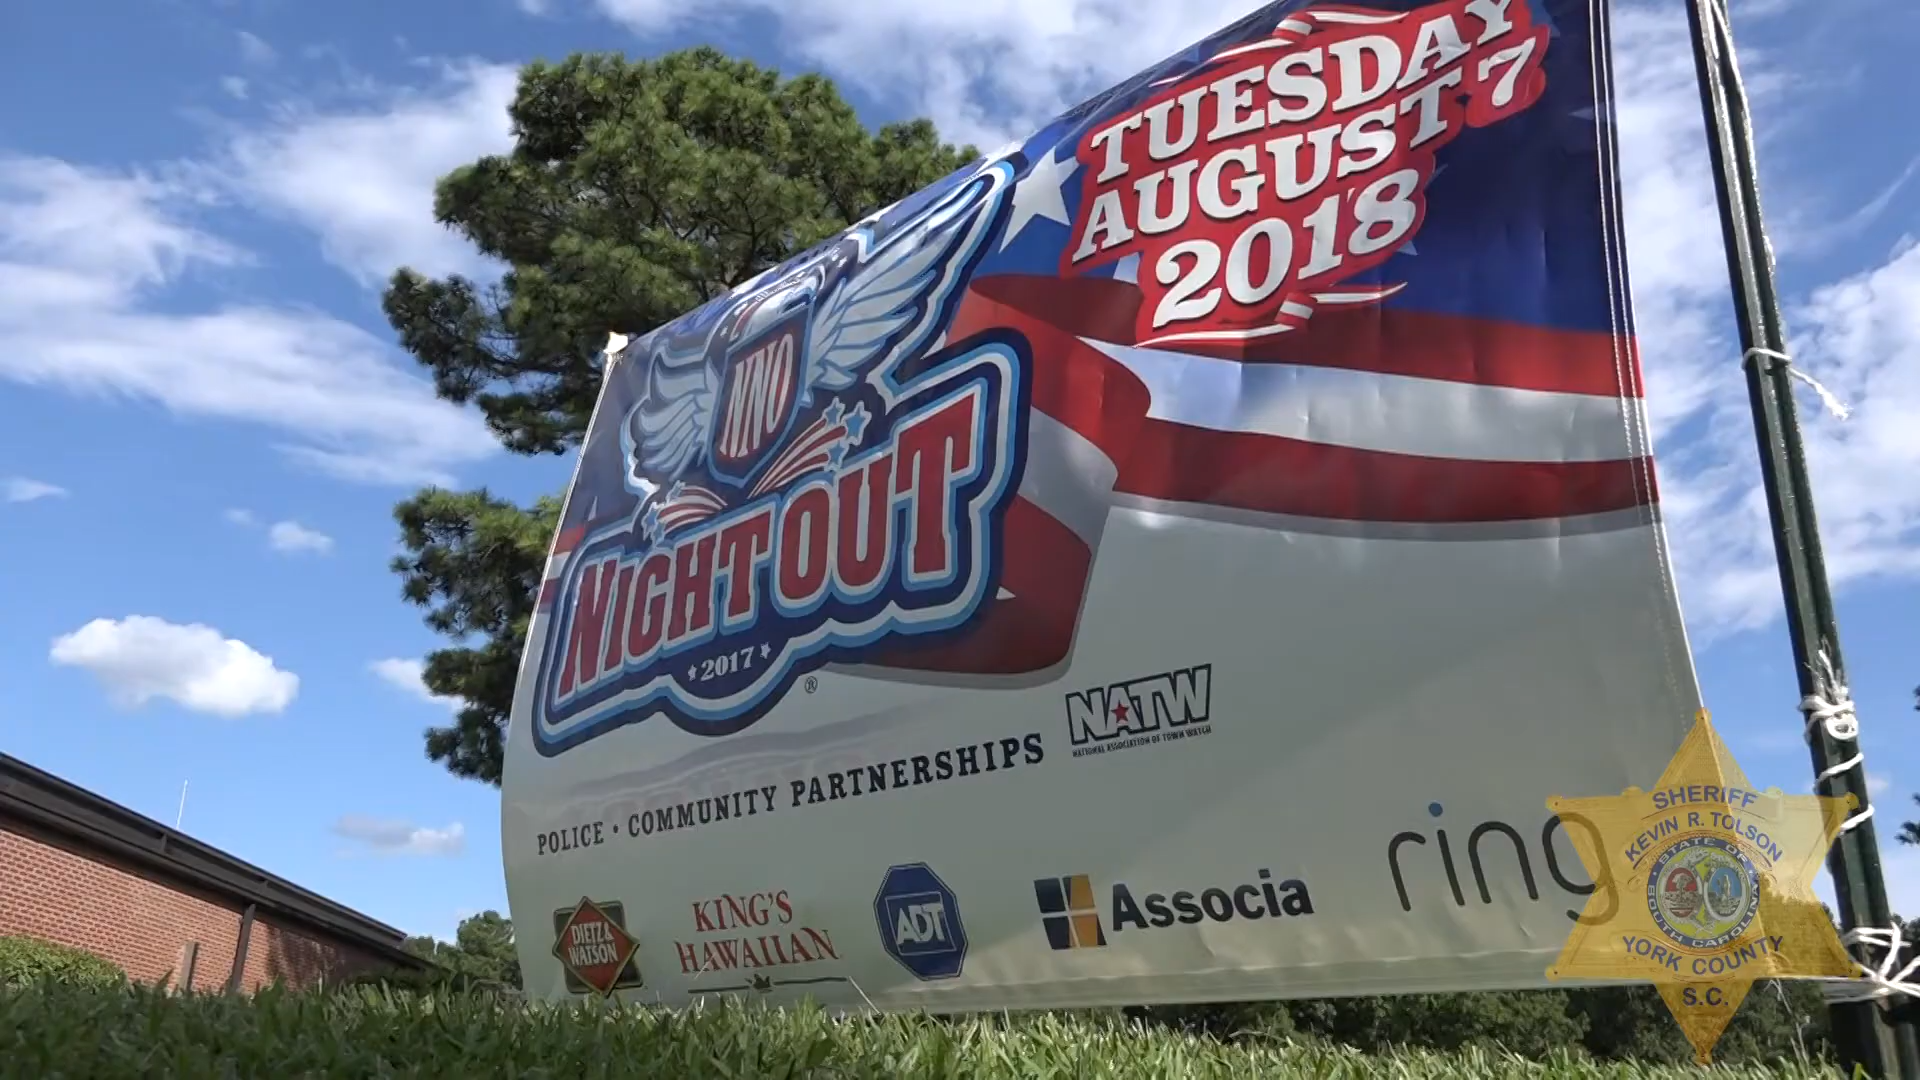 TUESDAY
AUGUST 7
2018
NNO
NIGHT OUT
2017
®
POLICE • COMMUNITY PARTNERSHIPS
NATW
NATIONAL ASSOCIATION OF TOWN WATCH
DIETZ &
WATSON
KING'S
HAWAIIAN
ADT
Associa
ring
SHERIFF
KEVIN R. TOLSON
STATE OF
SOUTH CAROLINA
YORK COUNTY
S.C.